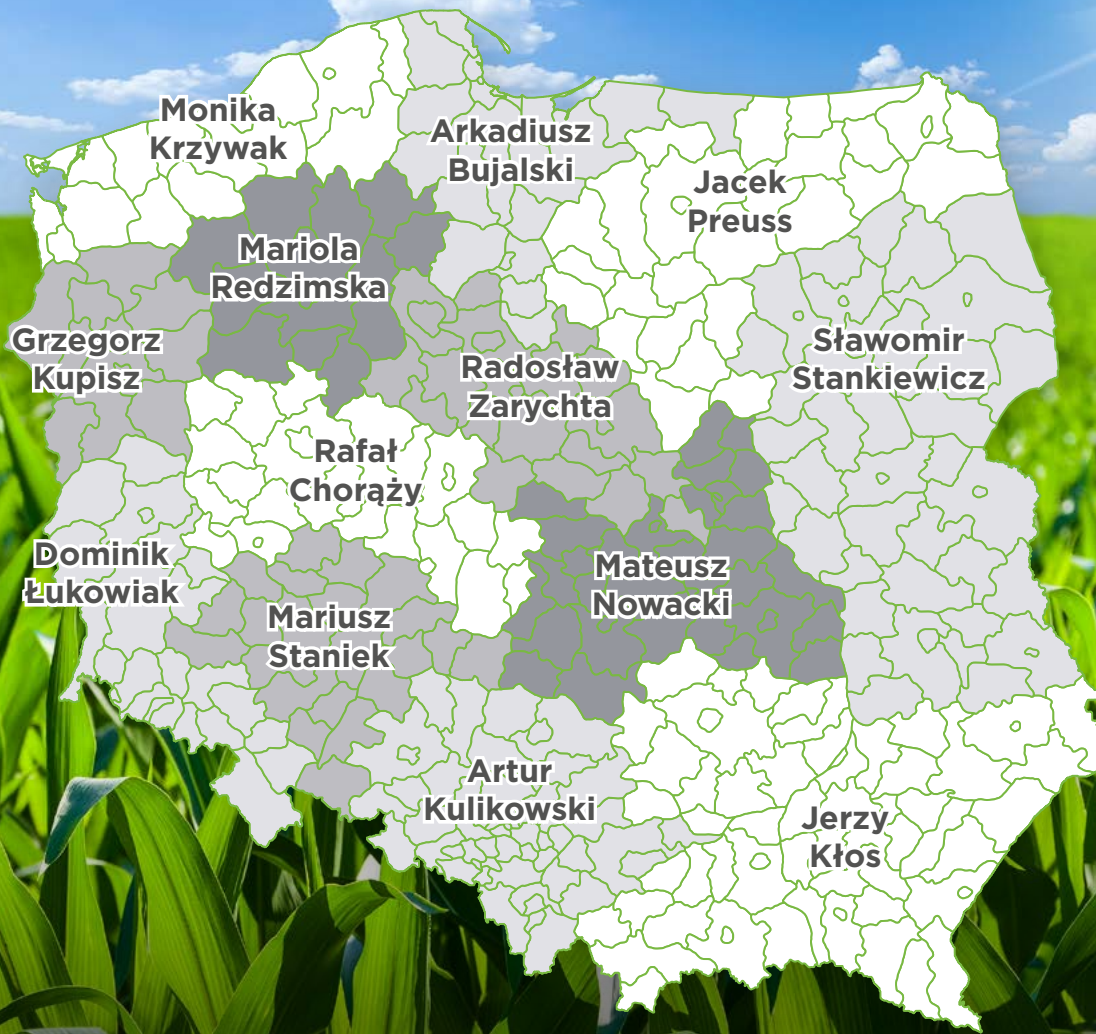 Monika
Krzywak
Arkadiusz
Bujalski
Jacek
Preuss
Mariola
Redzimska
Grzegorz
Kupisz
Radosław
Zarychta
Sławomir
Stankiewicz
Rafał
Chorąży
Dominik
Łukowiak
Mateusz
Nowacki
Mariusz
Staniek
Artur
Kulikowski
Jerzy
Kłos